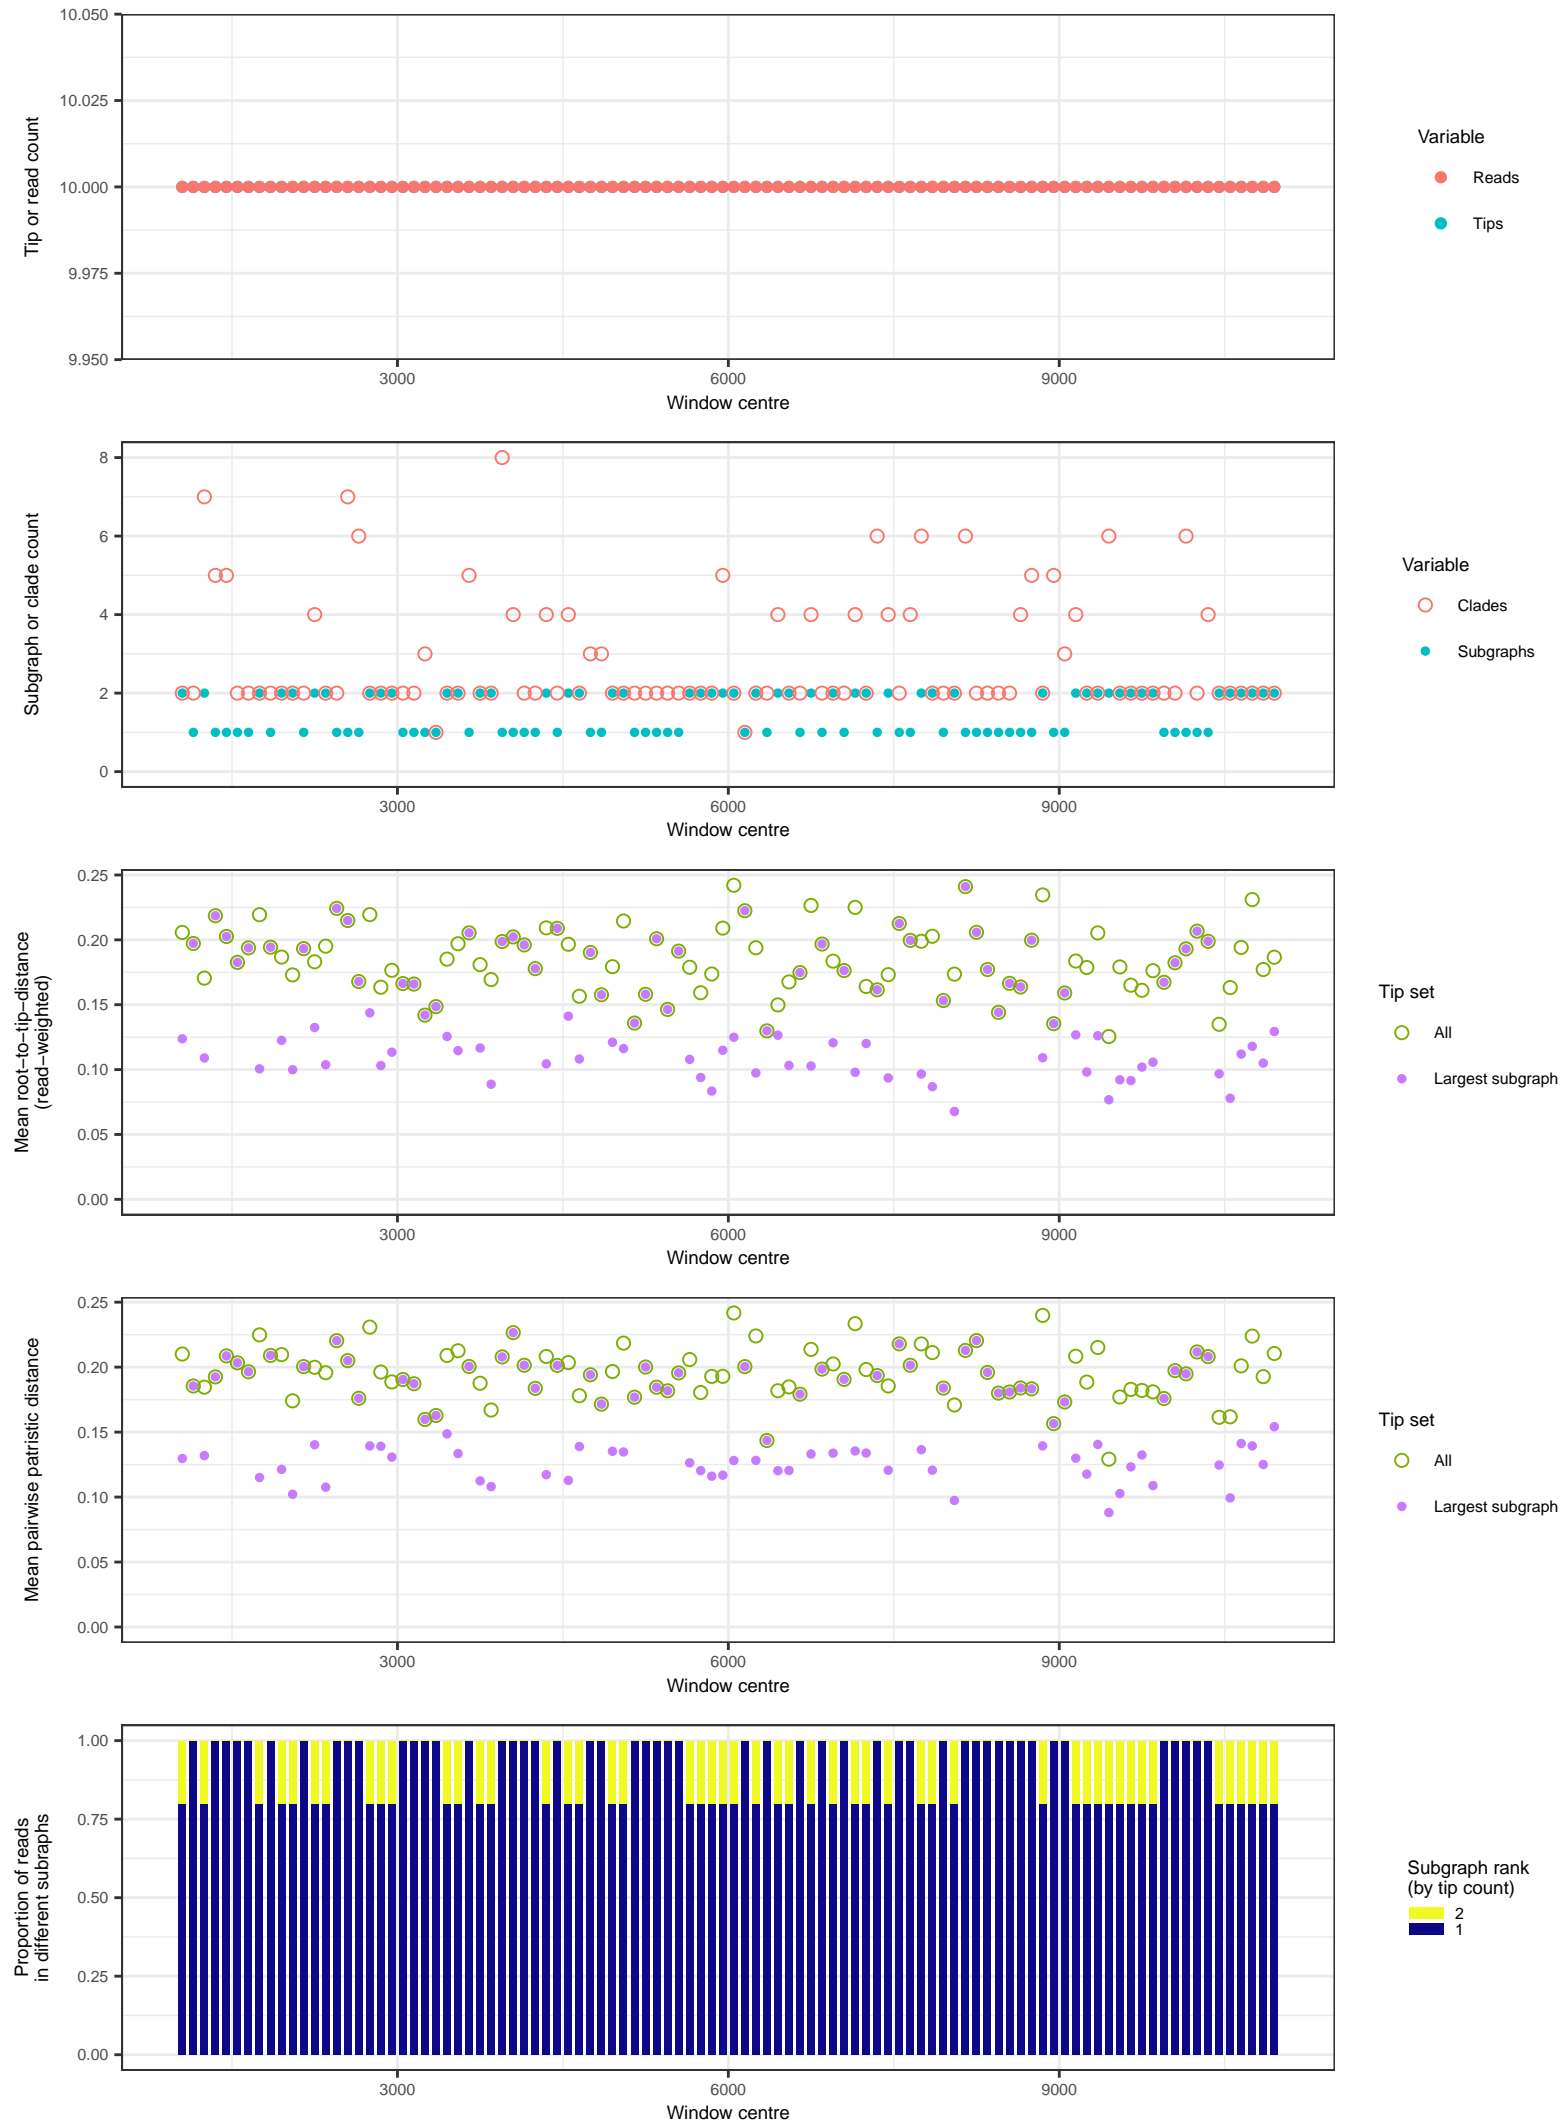 10.050
10.025
10.000
9.975
9.950
Tip or read count
3000
6000
9000
Window centre
Variable
Reads
Tips
8
6
4
2
0
Subgraph or clade count
3000
6000
9000
Window centre
Variable
Clades
Subgraphs
0.25
0.20
0.15
0.10
0.05
0.00
Mean root−to−tip−distance
(read−weighted)
3000
6000
9000
Window centre
Tip set
All
Largest subgraph
0.25
0.20
0.15
0.10
0.05
0.00
Mean pairwise patristic distance
3000
6000
9000
Window centre
Tip set
All
Largest subgraph
1.00
0.75
0.50
0.25
0.00
Proportion of reads
in different subraphs
3000
6000
9000
Window centre
Subgraph rank
(by tip count)
2
1